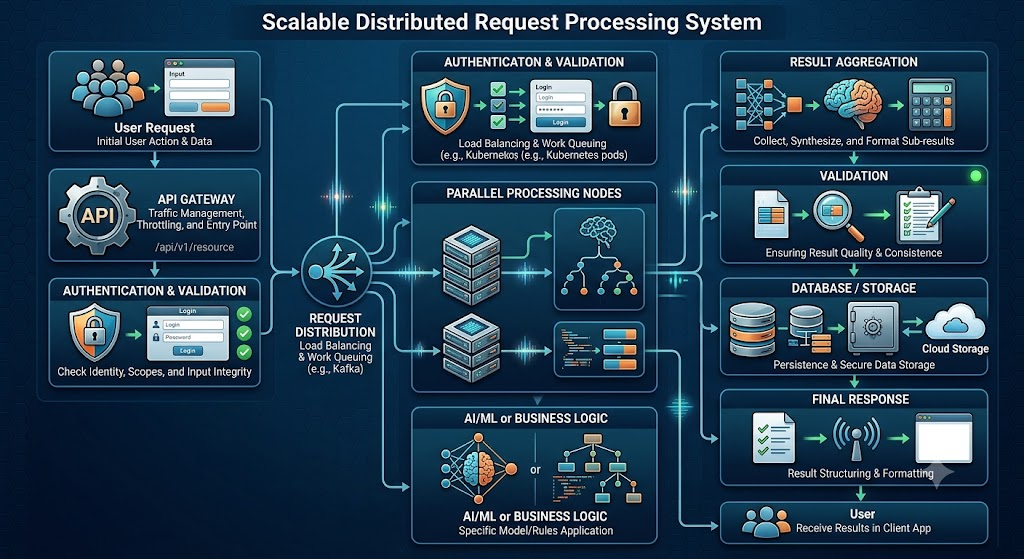 Scalable Distributed Request Processing System
Input
User Request
Initial User Action & Data
API
API GATEWAY
Traffic Management,
Throttling, and Entry Point
/api/v1/resource
AUTHENTICATION & VALIDATION
Login
Login
Password
Login
Check Identity, Scopes, and Input Integrity
REQUEST
DISTRIBUTION
Load Balancing
& Work Queuing
(e.g., Kafka)
AUTHENTICATON & VALIDATION
Login
Login
Login
Load Balancing & Work Queuing
(e.g., Kubernekos (e.g., Kubernetes pods)
PARALLEL PROCESSING NODES
AI/ML or BUSINESS LOGIC
or
AI/ML or BUSINESS LOGIC
Specific Model/Rules Application
RESULT AGGREGATION
0
Collect, Synthesize, and Format Sub-results
VALIDATION
Ensuring Result Quality & Consistence
DATABASE / STORAGE
Cloud Storage
Persistence & Secure Data Storage
FINAL RESPONSE
Result Structuring & Formatting
User
Receive Results in Client App